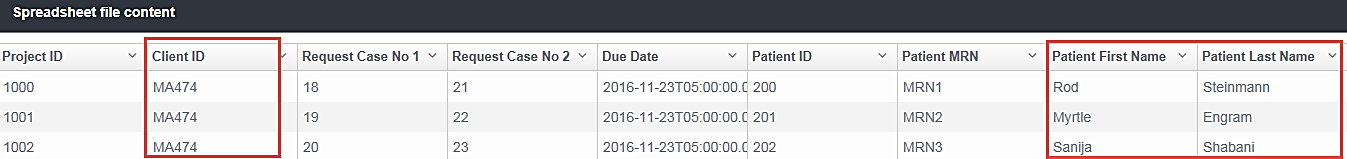 Spreadsheet file content
Project ID Client ID Request Case No 1 Request Case No 2 Due Date Patient ID Patient MRN Patient First Name Patient Last Name
1000 MA474 18 21 2016-11-23T05:00:00.0 200 MRN1 Rod Steinmann
1001 MA474 19 22 2016-11-23T05:00:00.0 201 MRN2 Myrtle Engram
1002 MA474 20 23 2016-11-23T05:00:00.0 202 MRN3 Sanija Shabani